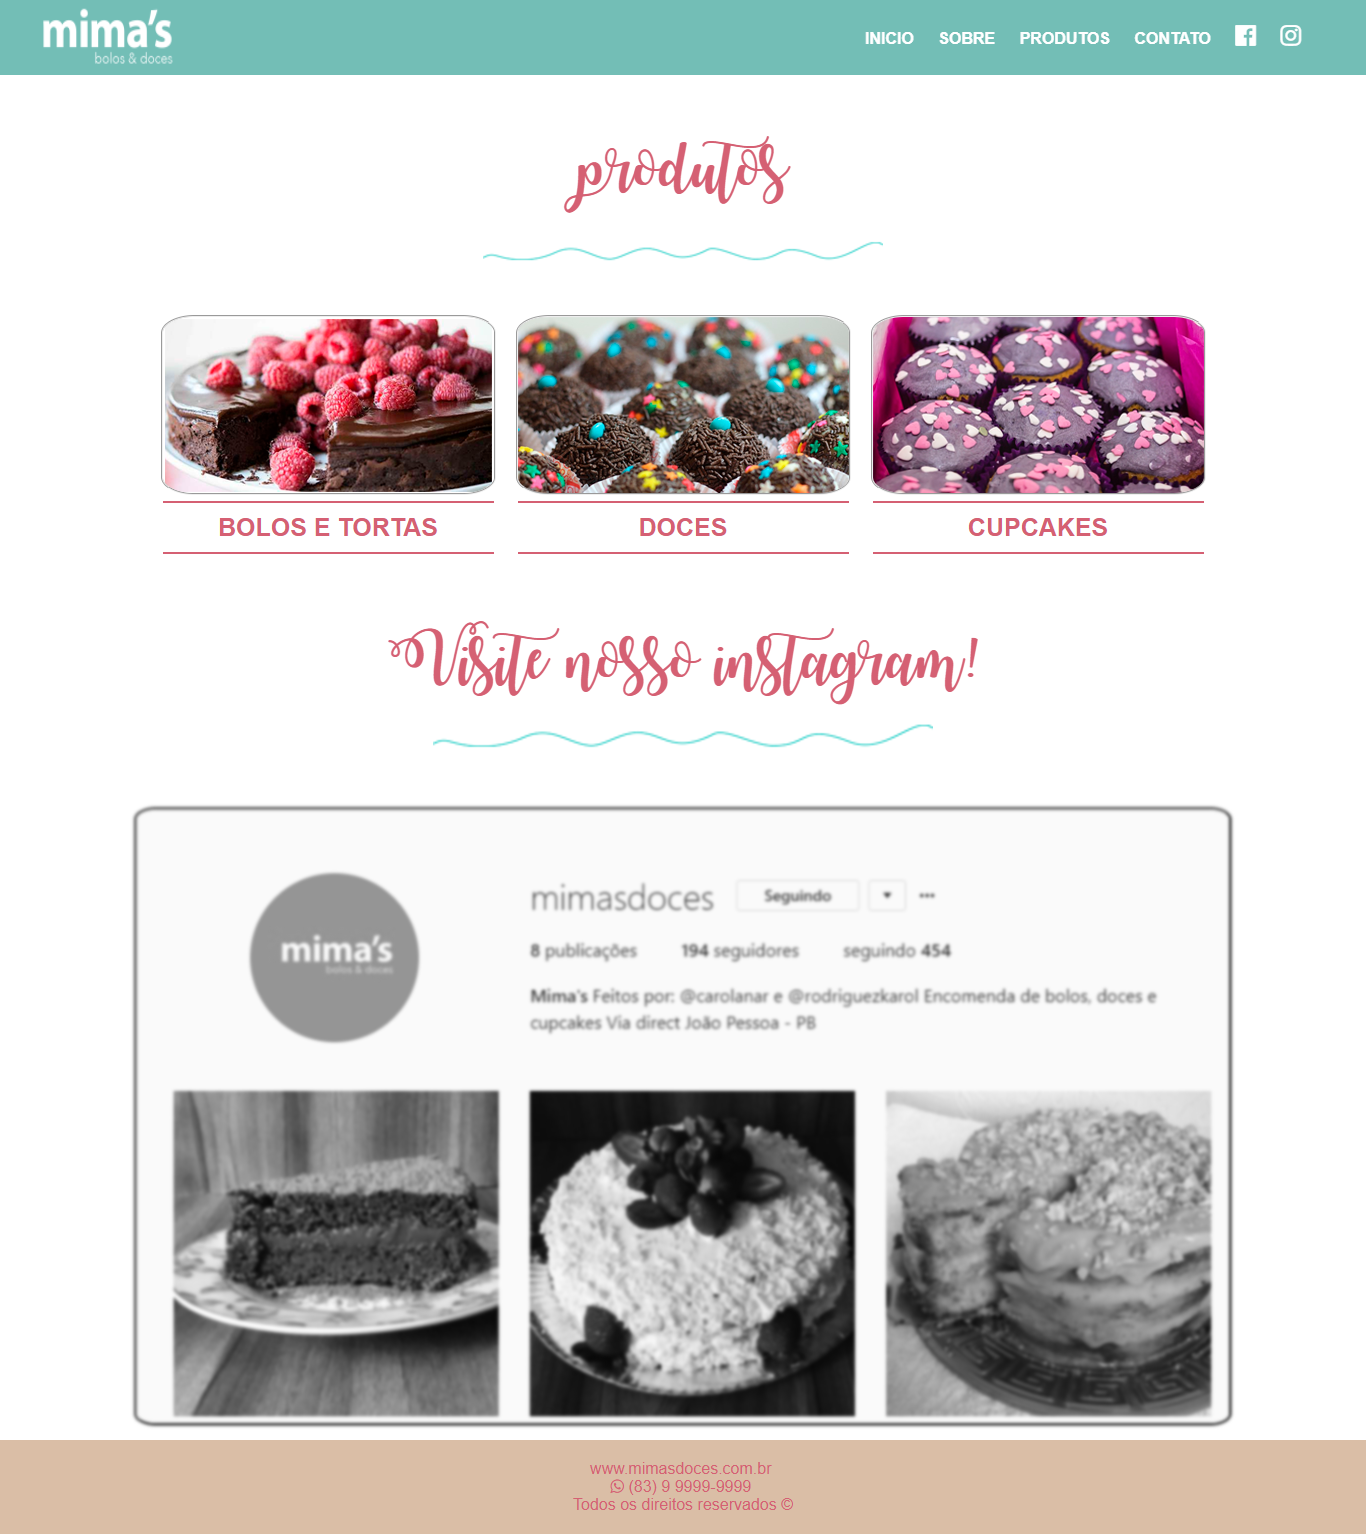 mima's
bolos & doces
INICIO SOBRE PRODUTOS CONTATO
produtos
BOLOS E TORTAS
DOCES
CUPCAKES
Visite nosso instagram!
mima's
bolos & doces
mimasdoces Seguindo
8 publicações 194 seguidores seguindo 454
Mima's Feitos por: @carolanar e @rodriguezkarol Encomenda de bolos, doces e
cupcakes Via direct João Pessoa - PB
www.mimasdoces.com.br
(83) 9 9999-9999
Todos os direitos reservados ©